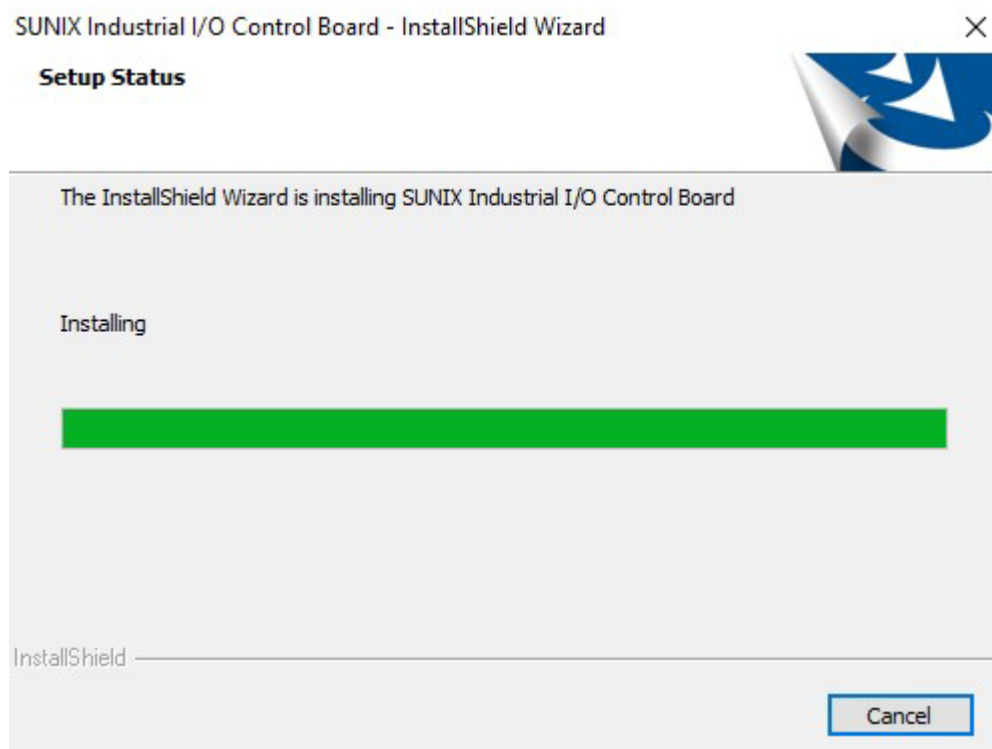 SUNIX Industrial I/O Control Board - InstallShield Wizard
Setup Status
The InstallShield Wizard is installing SUNIX Industrial I/O Control Board
Installing
InstallShield
Cancel